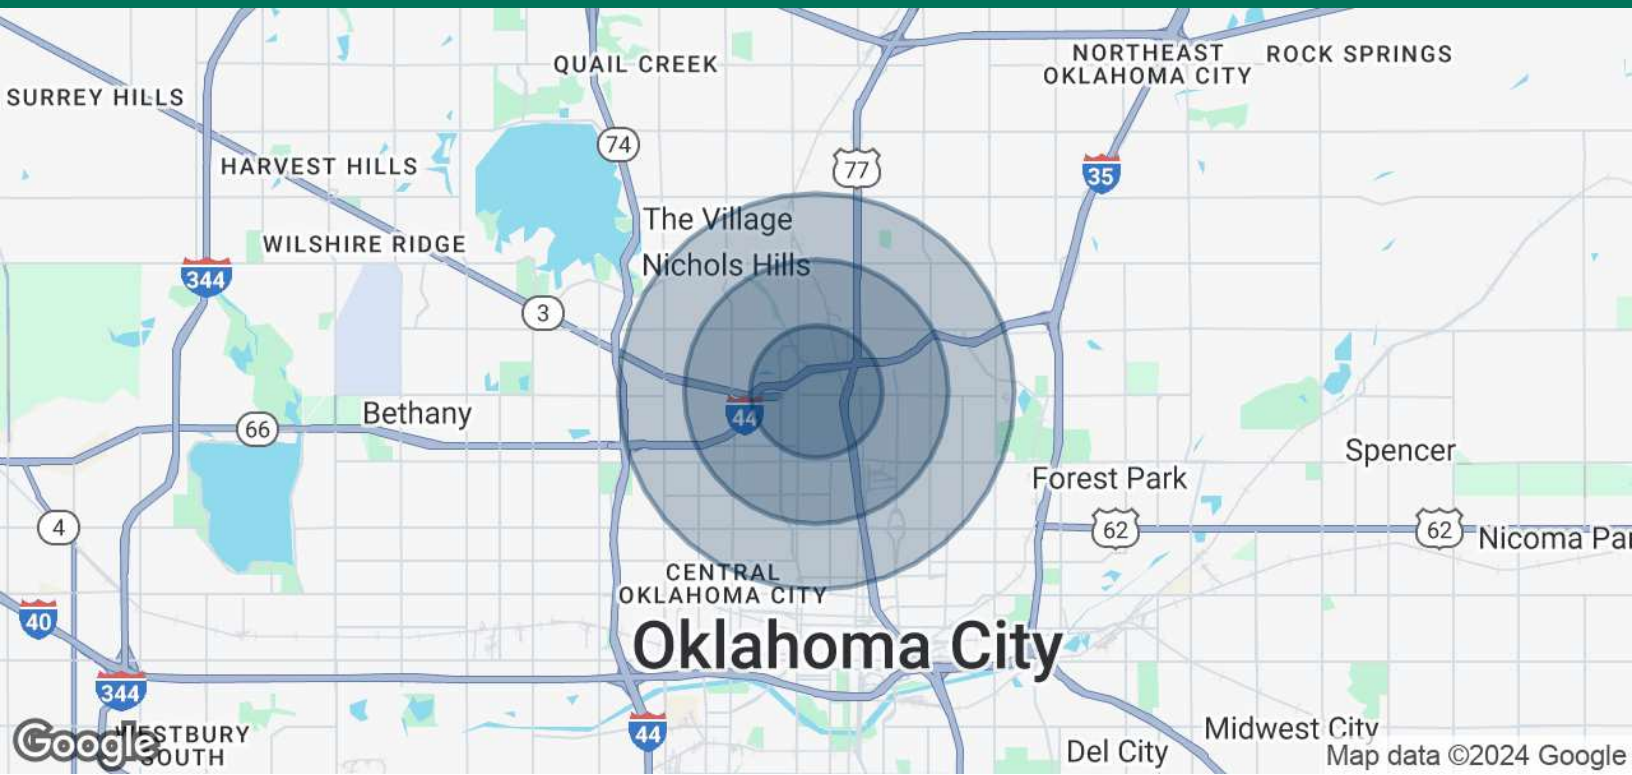 QUAIL CREEK
NORTHEAST
OKLAHOMA CITY
ROCK SPRINGS
SURREY HILLS
74
HARVEST HILLS
77
35
The Village
WILSHIRE RIDGE
Nichols Hills
344
3
Bethany
44
66
Spencer
Forest Park
4
62
62
Nicoma Par
CENTRAL
OKLAHOMA CITY
40
Oklahoma City
344
WESTBURY
SOUTH
44
Midwest City
Del City
Google
Map data ©2024 Google